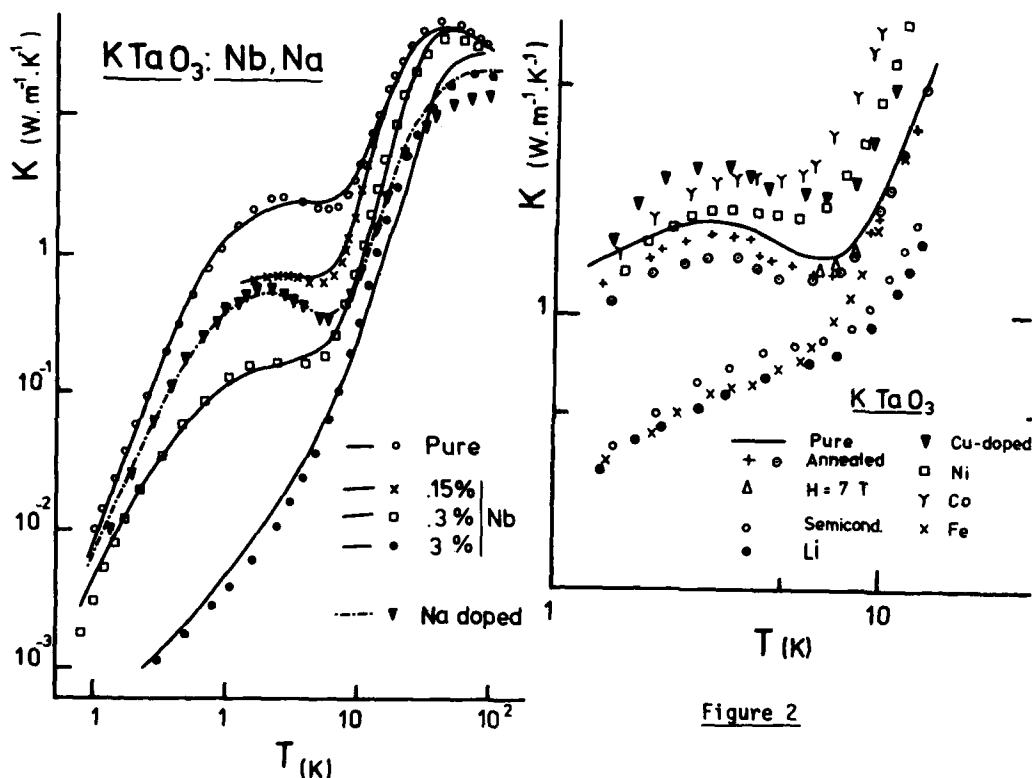 KTaO3: Nb, Na
K (W.m-1.K-1)
1
10-1
10-2
10-3
Pure
.15%
.3% Nb
3%
Na doped
1 1 10 10²
T (K)
K (W.m-1.K-1)
1
KTaO3
Pure
Annealed
H = 7 T
Semicond.
Li
Cu-doped
Ni
Co
Fe
1 10
T (K)
Figure 2